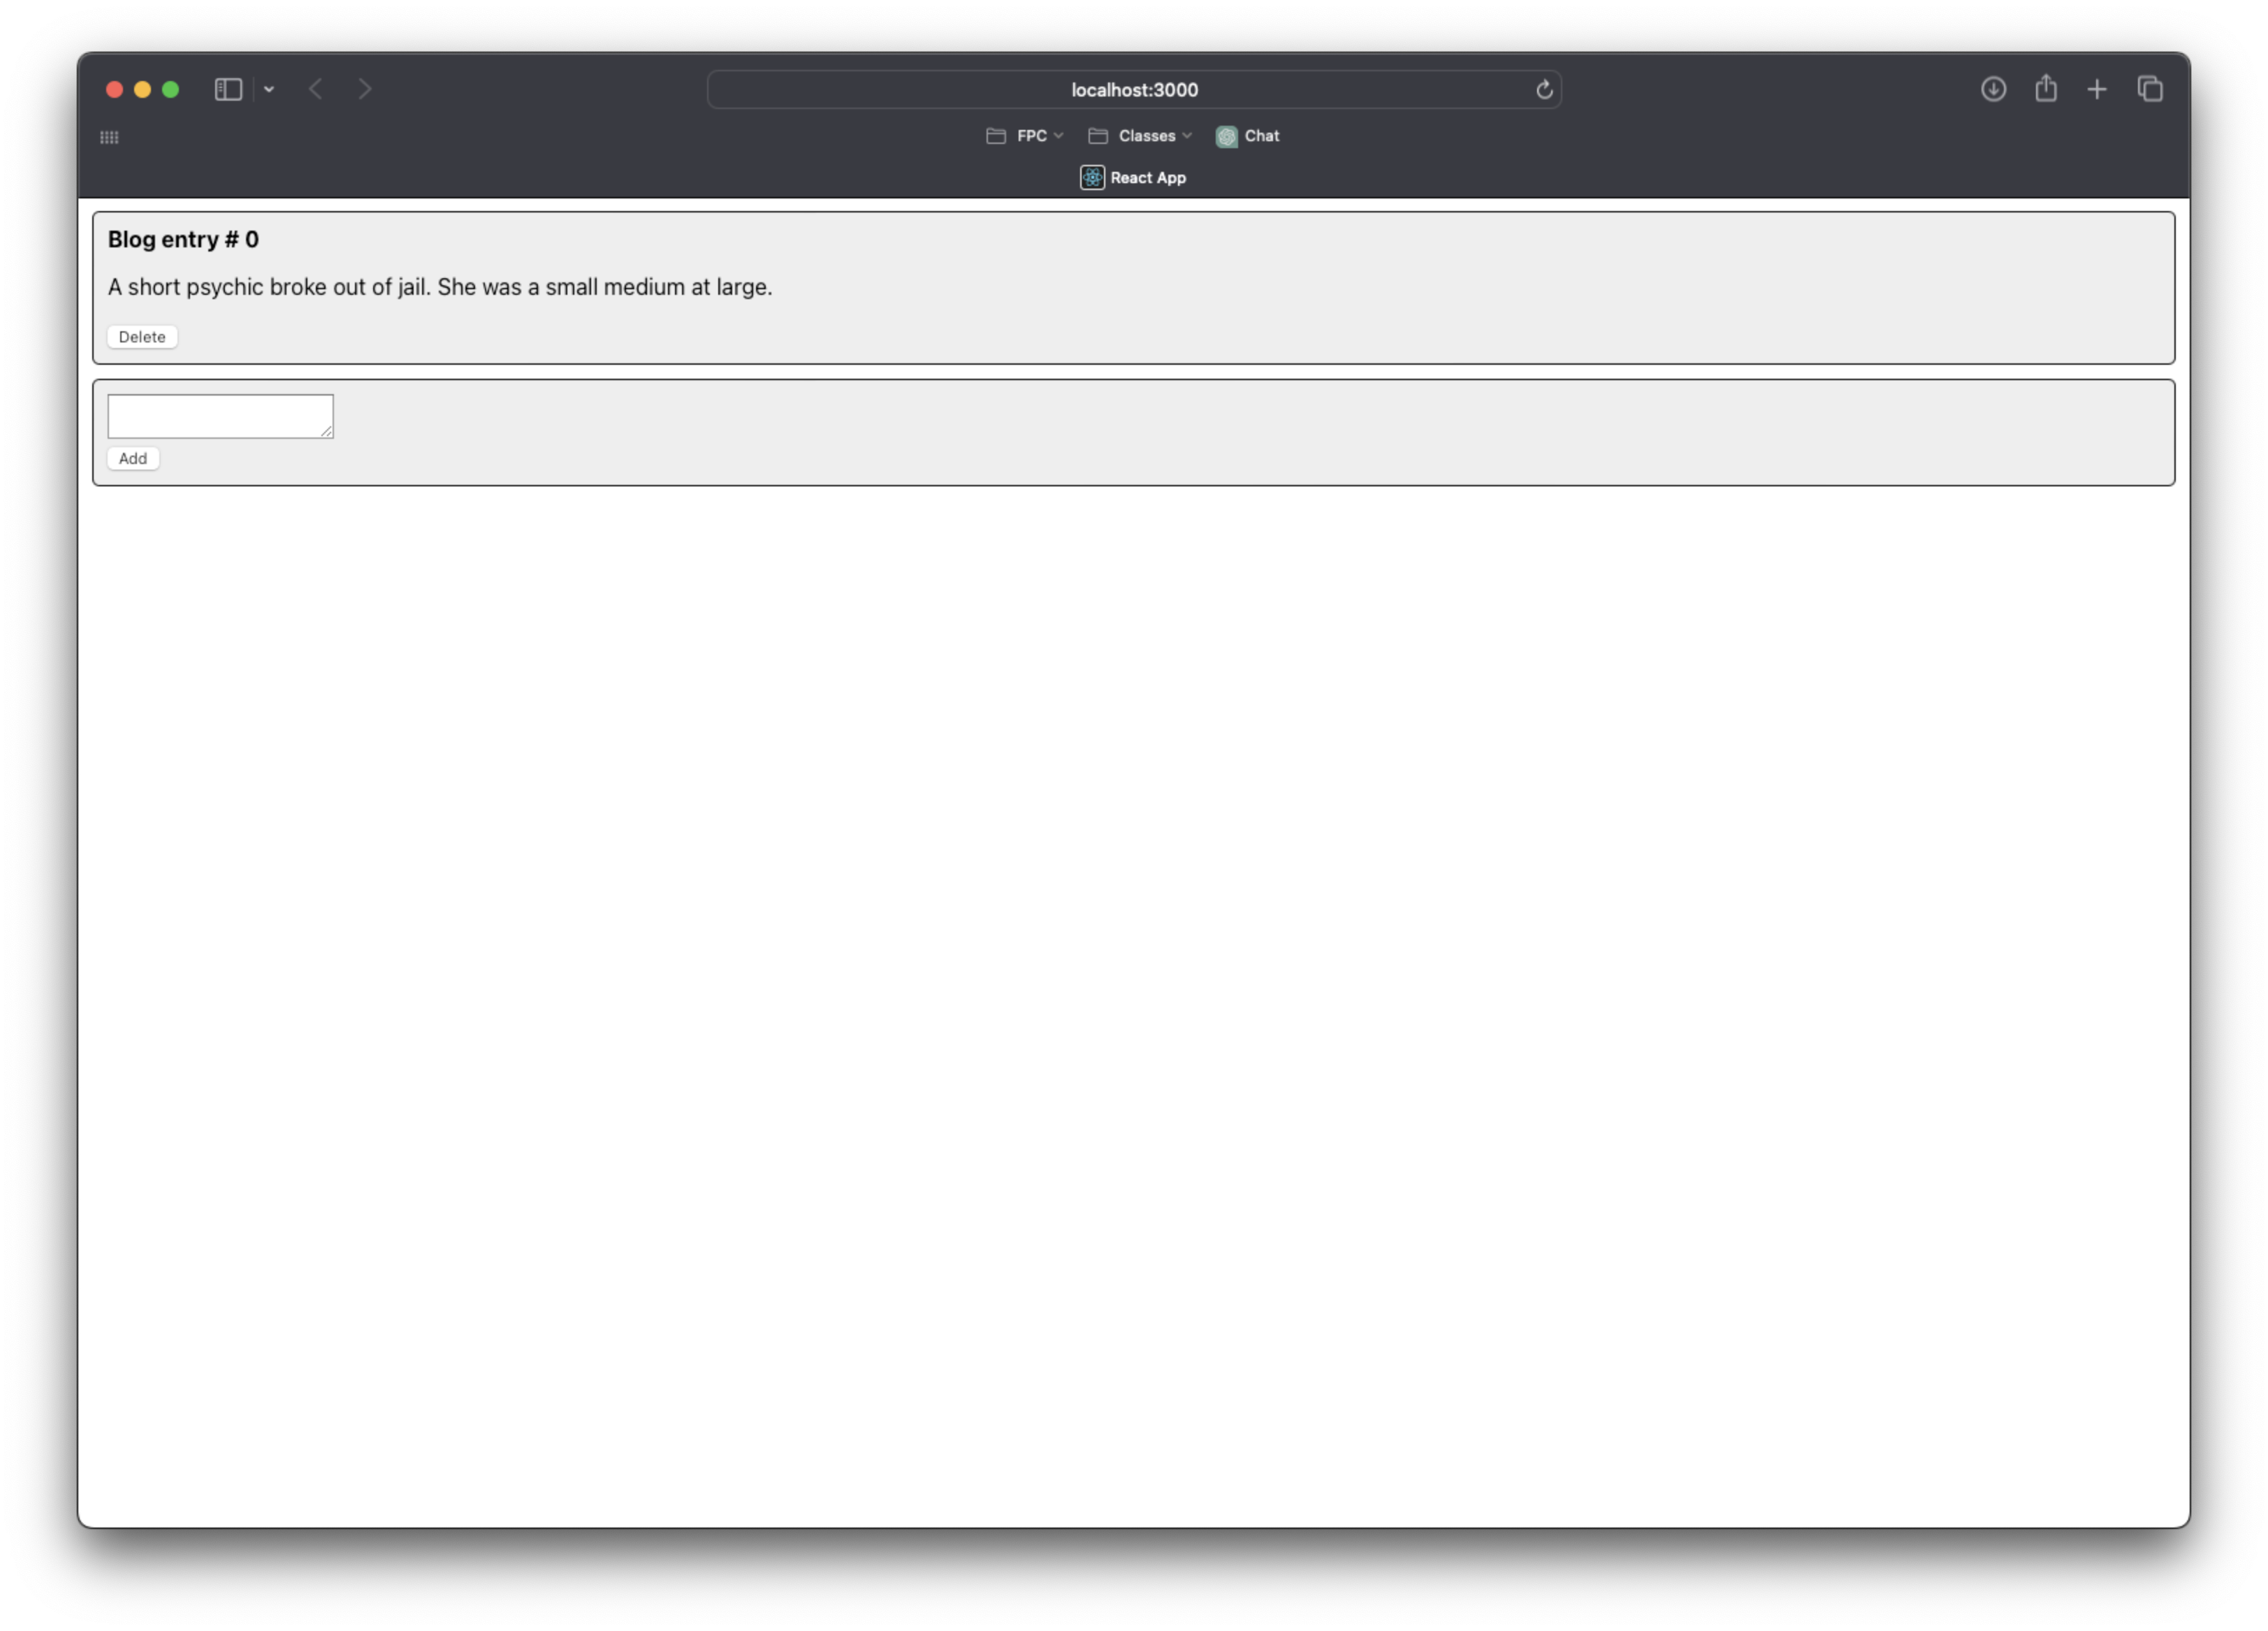 localhost:3000
FPC Classes Chat
React App
Blog entry # 0
A short psychic broke out of jail. She was a small medium at large.
Delete
Add